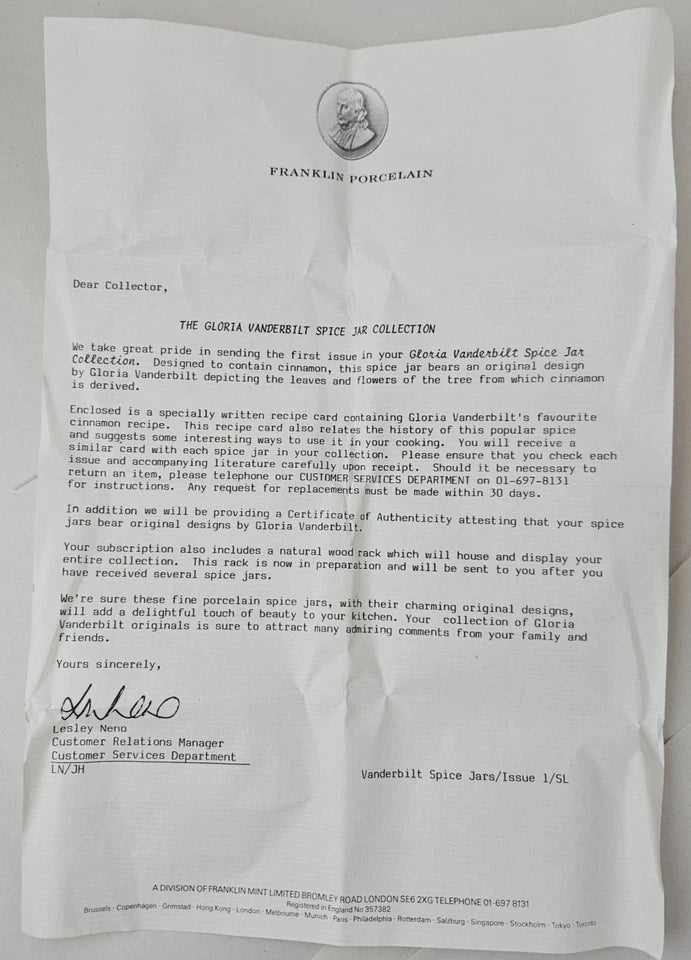 FRANKLIN PORCELAIN
Dear Collector,
THE GLORIA VANDERBILT SPICE JAR COLLECTION
We take great pride in sending the first issue in your Gloria Vanderbilt Spice Jar
Collection. Designed to contain cinnamon, this spice jar bears an original design
by Gloria Vanderbilt depicting the leaves and flowers of the tree from which cinnamon
is derived.
Enclosed is a specially written recipe card containing Gloria Vanderbilt's favourite
cinnamon recipe. This recipe card also relates the history of this popular spice
and suggests some interesting ways to use it in your cooking. You will receive a
similar card with each spice jar in your collection. Please ensure that you check each
issue and accompanying literature carefully upon receipt. Should it be necessary to
return an item, please telephone our CUSTOMER SERVICES DEPARTMENT on 01-697-8131
for instructions. Any request for replacements must be made within 30 days.
In addition we will be providing a Certificate of Authenticity attesting that your spice
jars bear original designs by Gloria Vanderbilt.
Your subscription also includes a natural wood rack which will house and display your
entire collection. This rack is now in preparation and will be sent to you after you
have received several spice jars.
We're sure these fine porcelain spice jars, with their charming original designs,
will add a delightful touch of beauty to your kitchen. Your collection of Gloria
Vanderbilt originals is sure to attract many admiring comments from your family and
friends.
Yours sincerely,
Lesley Neno
Customer Relations Manager
Customer Services Department
LN/JH
Vanderbilt Spice Jars/Issue 1/SL
A DIVISION OF FRANKLIN MINT LIMITED BROMLEY ROAD LONDON SE6 2XG TELEPHONE 01-697 8131
Registered in England No 357382
Brussels · Copenhagen · Grimstad · Hong Kong · London · Melbourne · Munich · Paris · Philadelphia · Rotterdam · Salzburg · Singapore · Stockholm · Tokyo · Toronto